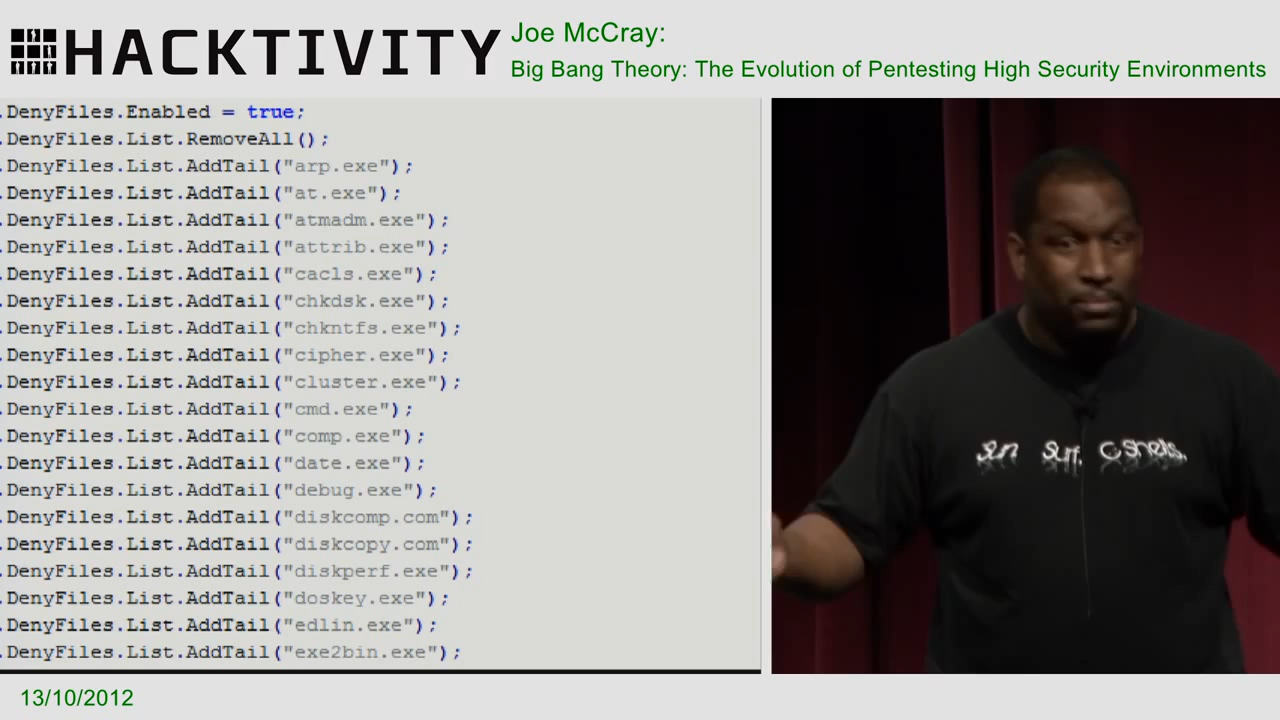 HACKTIVITY
Joe McCray:
Big Bang Theory: The Evolution of Pentesting High Security Environments
.DenyFiles.Enabled = true;
.DenyFiles.List.RemoveAll();
.DenyFiles.List.AddTail("arp.exe");
.DenyFiles.List.AddTail("at.exe");
.DenyFiles.List.AddTail("atmadm.exe");
.DenyFiles.List.AddTail("attrib.exe");
.DenyFiles.List.AddTail("cacls.exe");
.DenyFiles.List.AddTail("chkdsk.exe");
.DenyFiles.List.AddTail("chkntfs.exe");
.DenyFiles.List.AddTail("cipher.exe");
.DenyFiles.List.AddTail("cluster.exe");
.DenyFiles.List.AddTail("cmd.exe");
.DenyFiles.List.AddTail("comp.exe");
.DenyFiles.List.AddTail("date.exe");
.DenyFiles.List.AddTail("debug.exe");
.DenyFiles.List.AddTail("diskcomp.com");
.DenyFiles.List.AddTail("diskcopy.com");
.DenyFiles.List.AddTail("diskperf.exe");
.DenyFiles.List.AddTail("doskey.exe");
.DenyFiles.List.AddTail("edlin.exe");
.DenyFiles.List.AddTail("exe2bin.exe");
Sun Surf C shells.
13/10/2012